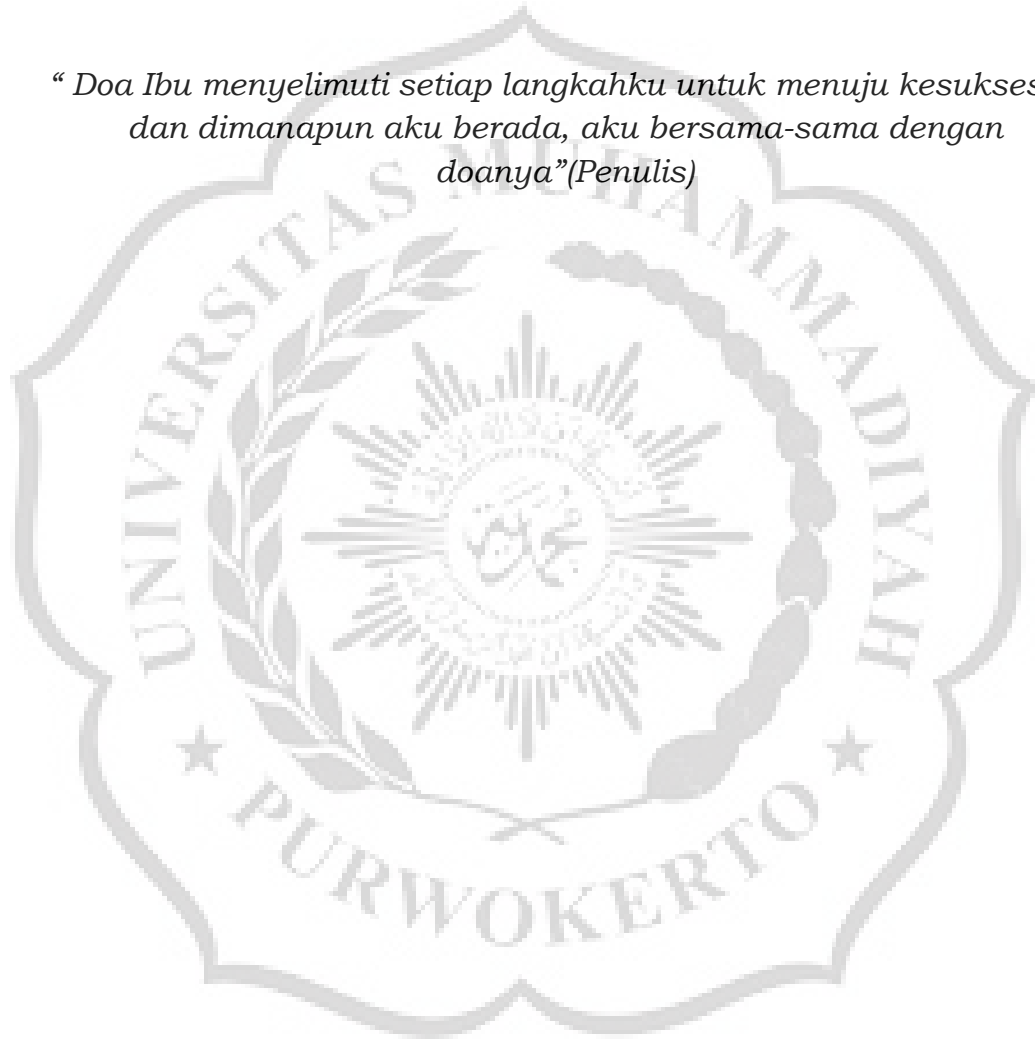 “ Doa Ibu menyelimuti setiap langkahku untuk menuju kesukses
dan dimanapun aku berada, aku bersama-sama dengan
doanya”(Penulis)
UNIVERSITAS MUHAMMADIYAH
PURWOKERTO